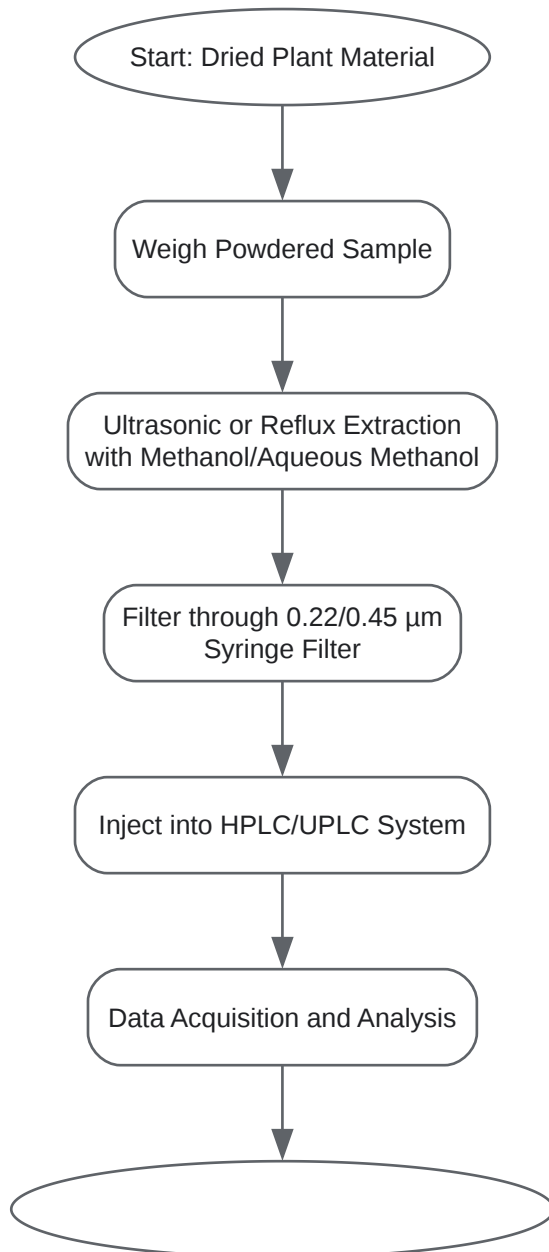 Start: Dried Plant Material
Weigh Powdered Sample
Ultrasonic or Reflux Extraction
with Methanol/Aqueous Methanol
Filter through 0.22/0.45 µm
Syringe Filter
Inject into HPLC/UPLC System
Data Acquisition and Analysis